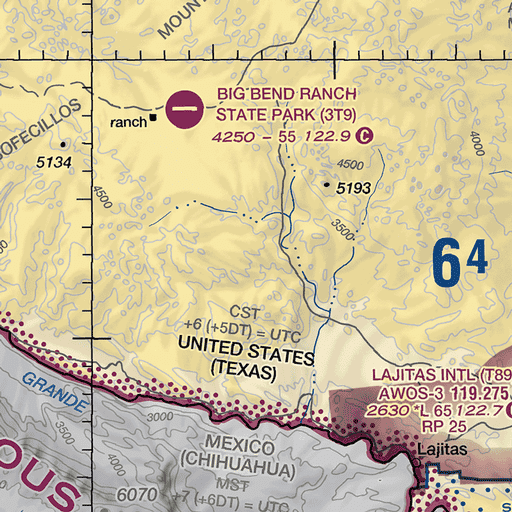 MOUNT
BIG BEND RANCH
STATE PARK (3T9)
4250 – 55 122.9 C
ranch
OFECILLOS
5134
4500
4500
5193
4000
3500
6⁴
CST
+6 (+5DT) = UTC
UNITED STATES
(TEXAS)
GRANDE
LAJITAS INTL (T89
AWOS-3 119.275
2630 *L 65 122.7
RP 25
Lajitas
3000
3500
4000
MEXICO
(CHIHUAHUA)
MST
+7 (+6DT) = UTC
OUS
6070